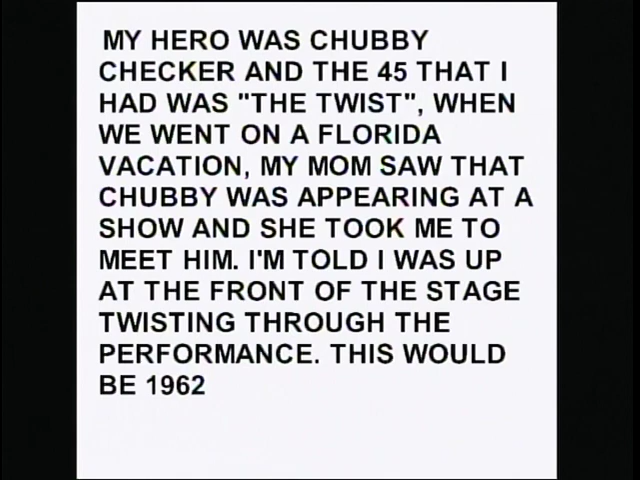 MY HERO WAS CHUBBY
CHECKER AND THE 45 THAT I
HAD WAS "THE TWIST", WHEN
WE WENT ON A FLORIDA
VACATION, MY MOM SAW THAT
CHUBBY WAS APPEARING AT A
SHOW AND SHE TOOK ME TO
MEET HIM. I'M TOLD I WAS UP
AT THE FRONT OF THE STAGE
TWISTING THROUGH THE
PERFORMANCE. THIS WOULD
BE 1962